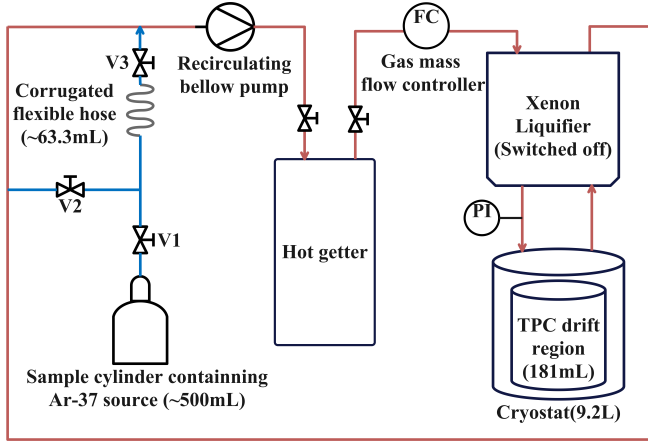 FC
V3
Recirculating
bellow pump
Gas mass
flow controller
Corrugated
flexible hose
(~63.3mL)
Xenon
Liquifier
(Switched off)
V2
V1
PI
Hot getter
TPC drift
region
(181mL)
Sample cylinder containning
Ar-37 source (~500mL)
Cryostat(9.2L)